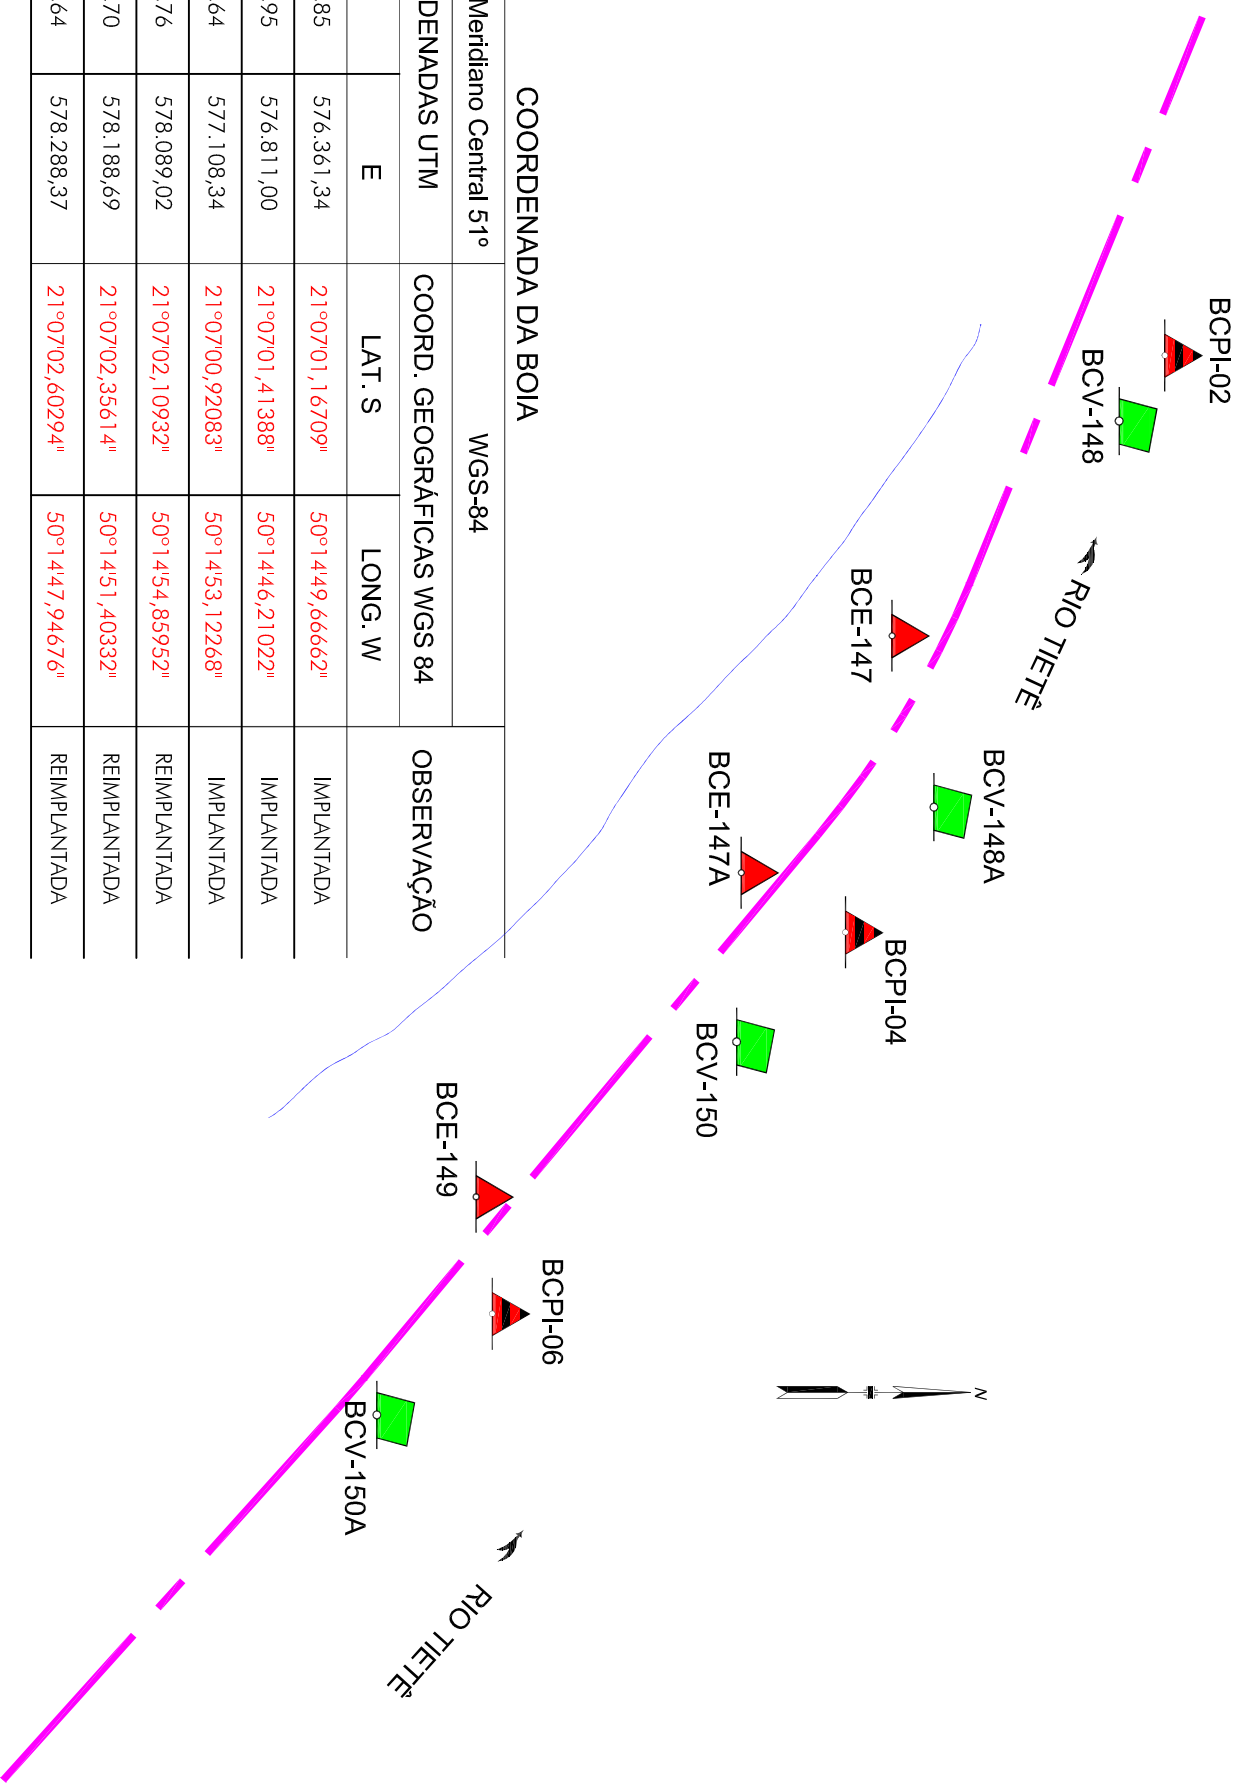 COORDENADA DA BOIA
Meridiano Central 51º
WGS-84
DENADAS UTM
COORD. GEOGRÁFICAS WGS 84
OBSERVAÇÃO
E
LAT. S
LONG. W
.85 576.361,34 21°07'01,16709" 50°14'49,66662" IMPLANTADA
.95 576.811,00 21°07'01,41388" 50°14'46,21022" IMPLANTADA
.64 577.108,34 21°07'00,92083" 50°14'53,12268" IMPLANTADA
.76 578.089,02 21°07'02,10932" 50°14'54,85952" REIMPLANTADA
.70 578.188,69 21°07'02,35614" 50°14'51,40332" REIMPLANTADA
.64 578.288,37 21°07'02,60294" 50°14'47,94676" REIMPLANTADA
BCPI-02
BCV-148
RIO TIETÊ
BCE-147
BCV-148A
BCE-147A
BCPI-04
BCV-150
BCE-149
BCPI-06
BCV-150A
N
RIO TIETÊ